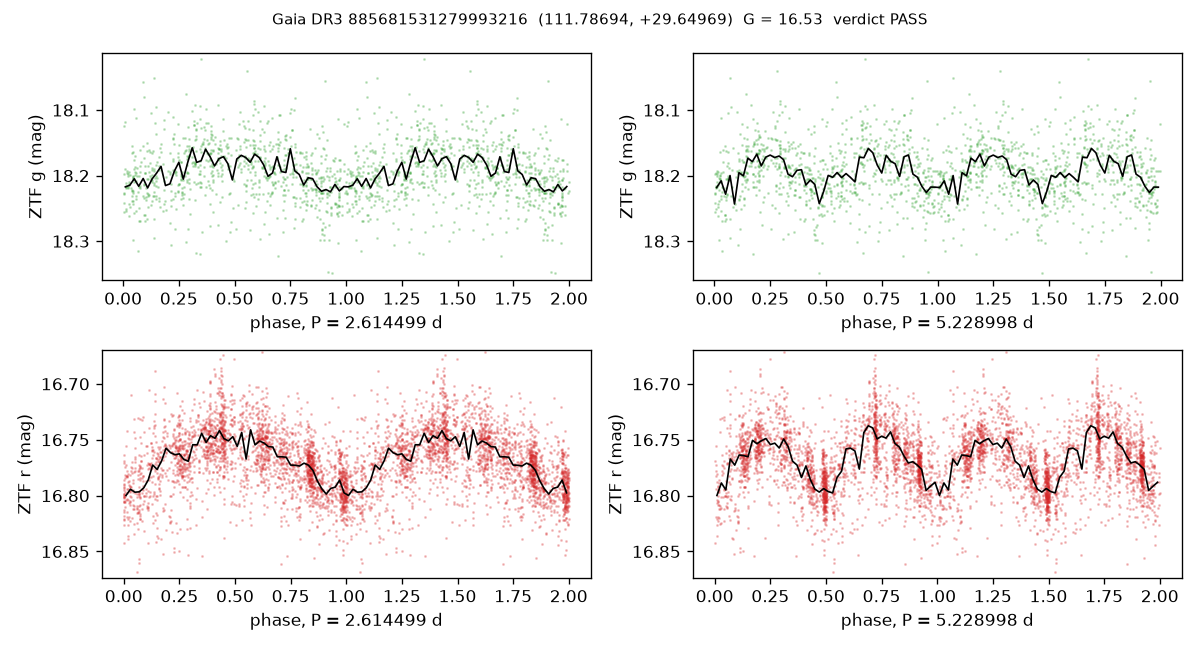 Gaia DR3 885681531279993216  (111.78694, +29.64969)  G = 16.53  verdict PASS
ZTF g (mag)
18.1
18.2
18.3
0.00 0.25 0.50 0.75 1.00 1.25 1.50 1.75 2.00
phase, P = 2.614499 d
ZTF g (mag)
18.1
18.2
18.3
0.00 0.25 0.50 0.75 1.00 1.25 1.50 1.75 2.00
phase, P = 5.228998 d
ZTF r (mag)
16.70
16.75
16.80
16.85
0.00 0.25 0.50 0.75 1.00 1.25 1.50 1.75 2.00
phase, P = 2.614499 d
ZTF r (mag)
16.70
16.75
16.80
16.85
0.00 0.25 0.50 0.75 1.00 1.25 1.50 1.75 2.00
phase, P = 5.228998 d